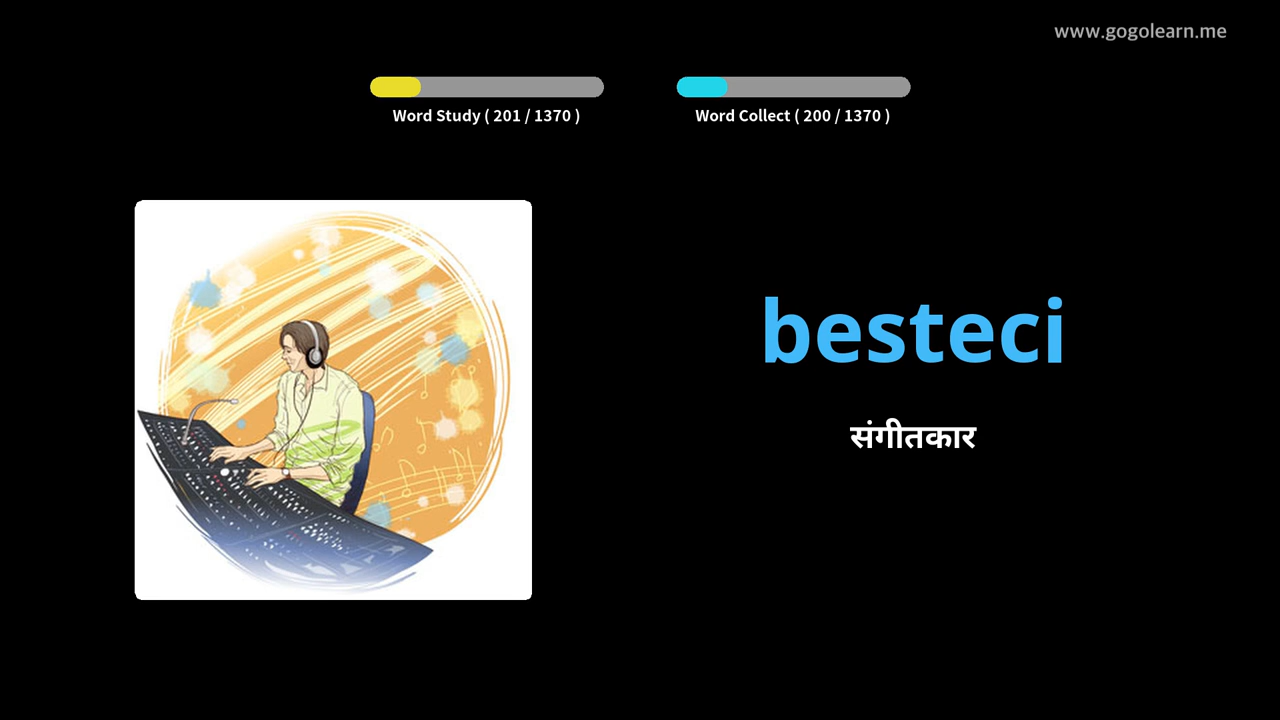 www.gogolearn.me
Word Study ( 201 / 1370 )
Word Collect ( 200 / 1370 )
besteci
संगीतकार